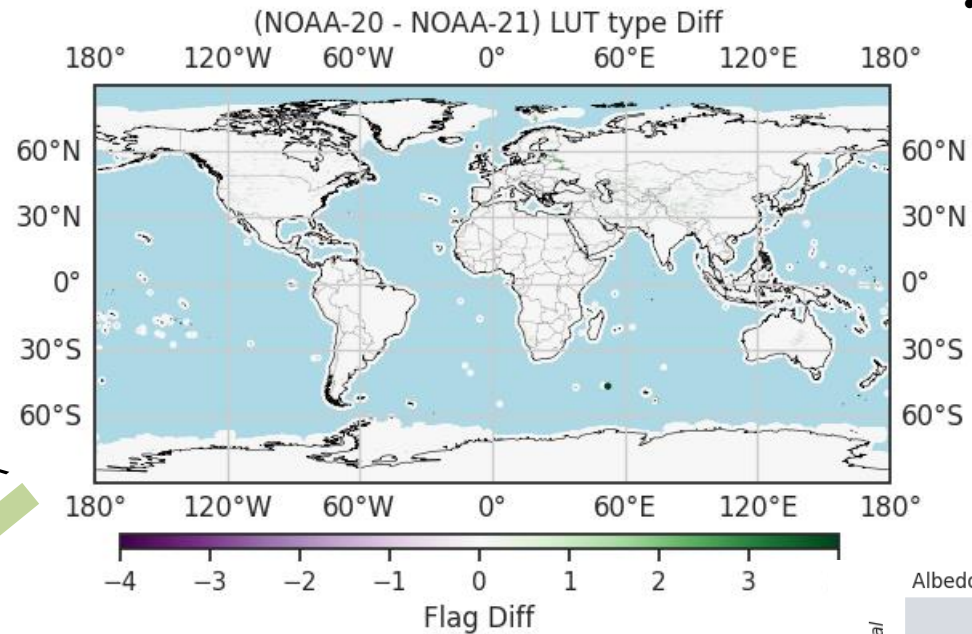 (NOAA-20 - NOAA-21) LUT type Diff
180° 120°W 60°W 0° 60°E 120°E 180°
60°N 60°N
30°N 30°N
0° 0°
30°S 30°S
60°S 60°S
180° 120°W 60°W 0° 60°E 120°E 180°
−4 −3 −2 −1 0 1 2 3
Flag Diff
Albedo
al